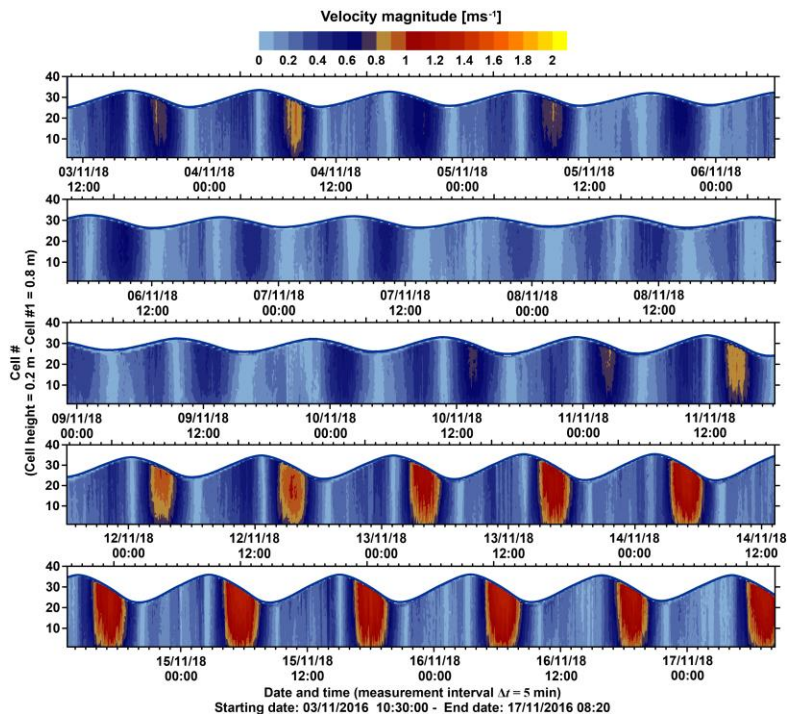 Velocity magnitude [ms⁻¹]
0 0.2 0.4 0.6 0.8 1 1.2 1.4 1.6 1.8 2
Cell #
(Cell height = 0.2 m - Cell #1 = 0.8 m)
40
30
20
10
03/11/18 04/11/18 04/11/18 05/11/18 05/11/18 06/11/18
12:00 00:00 12:00 00:00 12:00 00:00
40
30
20
10
06/11/18 07/11/18 07/11/18 08/11/18 08/11/18
12:00 00:00 12:00 00:00 12:00
40
30
20
10
09/11/18 09/11/18 10/11/18 10/11/18 11/11/18 11/11/18
00:00 12:00 00:00 12:00 00:00 12:00
40
30
20
10
12/11/18 12/11/18 13/11/18 13/11/18 14/11/18 14/11/18
00:00 12:00 00:00 12:00 00:00 12:00
40
30
20
10
15/11/18 15/11/18 16/11/18 16/11/18 17/11/18
00:00 12:00 00:00 12:00 00:00
Date and time (measurement interval Δt = 5 min)
Starting date: 03/11/2016 10:30:00 - End date: 17/11/2016 08:20